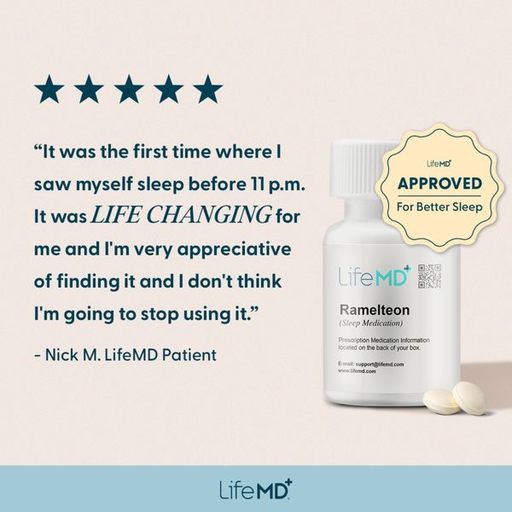 “It was the first time where I
saw myself sleep before 11 p.m.
It was LIFE CHANGING for
me and I'm very appreciative
of finding it and I don't think
I'm going to stop using it.”
- Nick M. LifeMD Patient
LifeMD+
APPROVED
For Better Sleep
LifeMD+
Ramelteon
(Sleep Medication)
Prescription Medication Information
located on the back of your box.
E-mail: support@lifemd.com
www.lifemd.com
LifeMD+